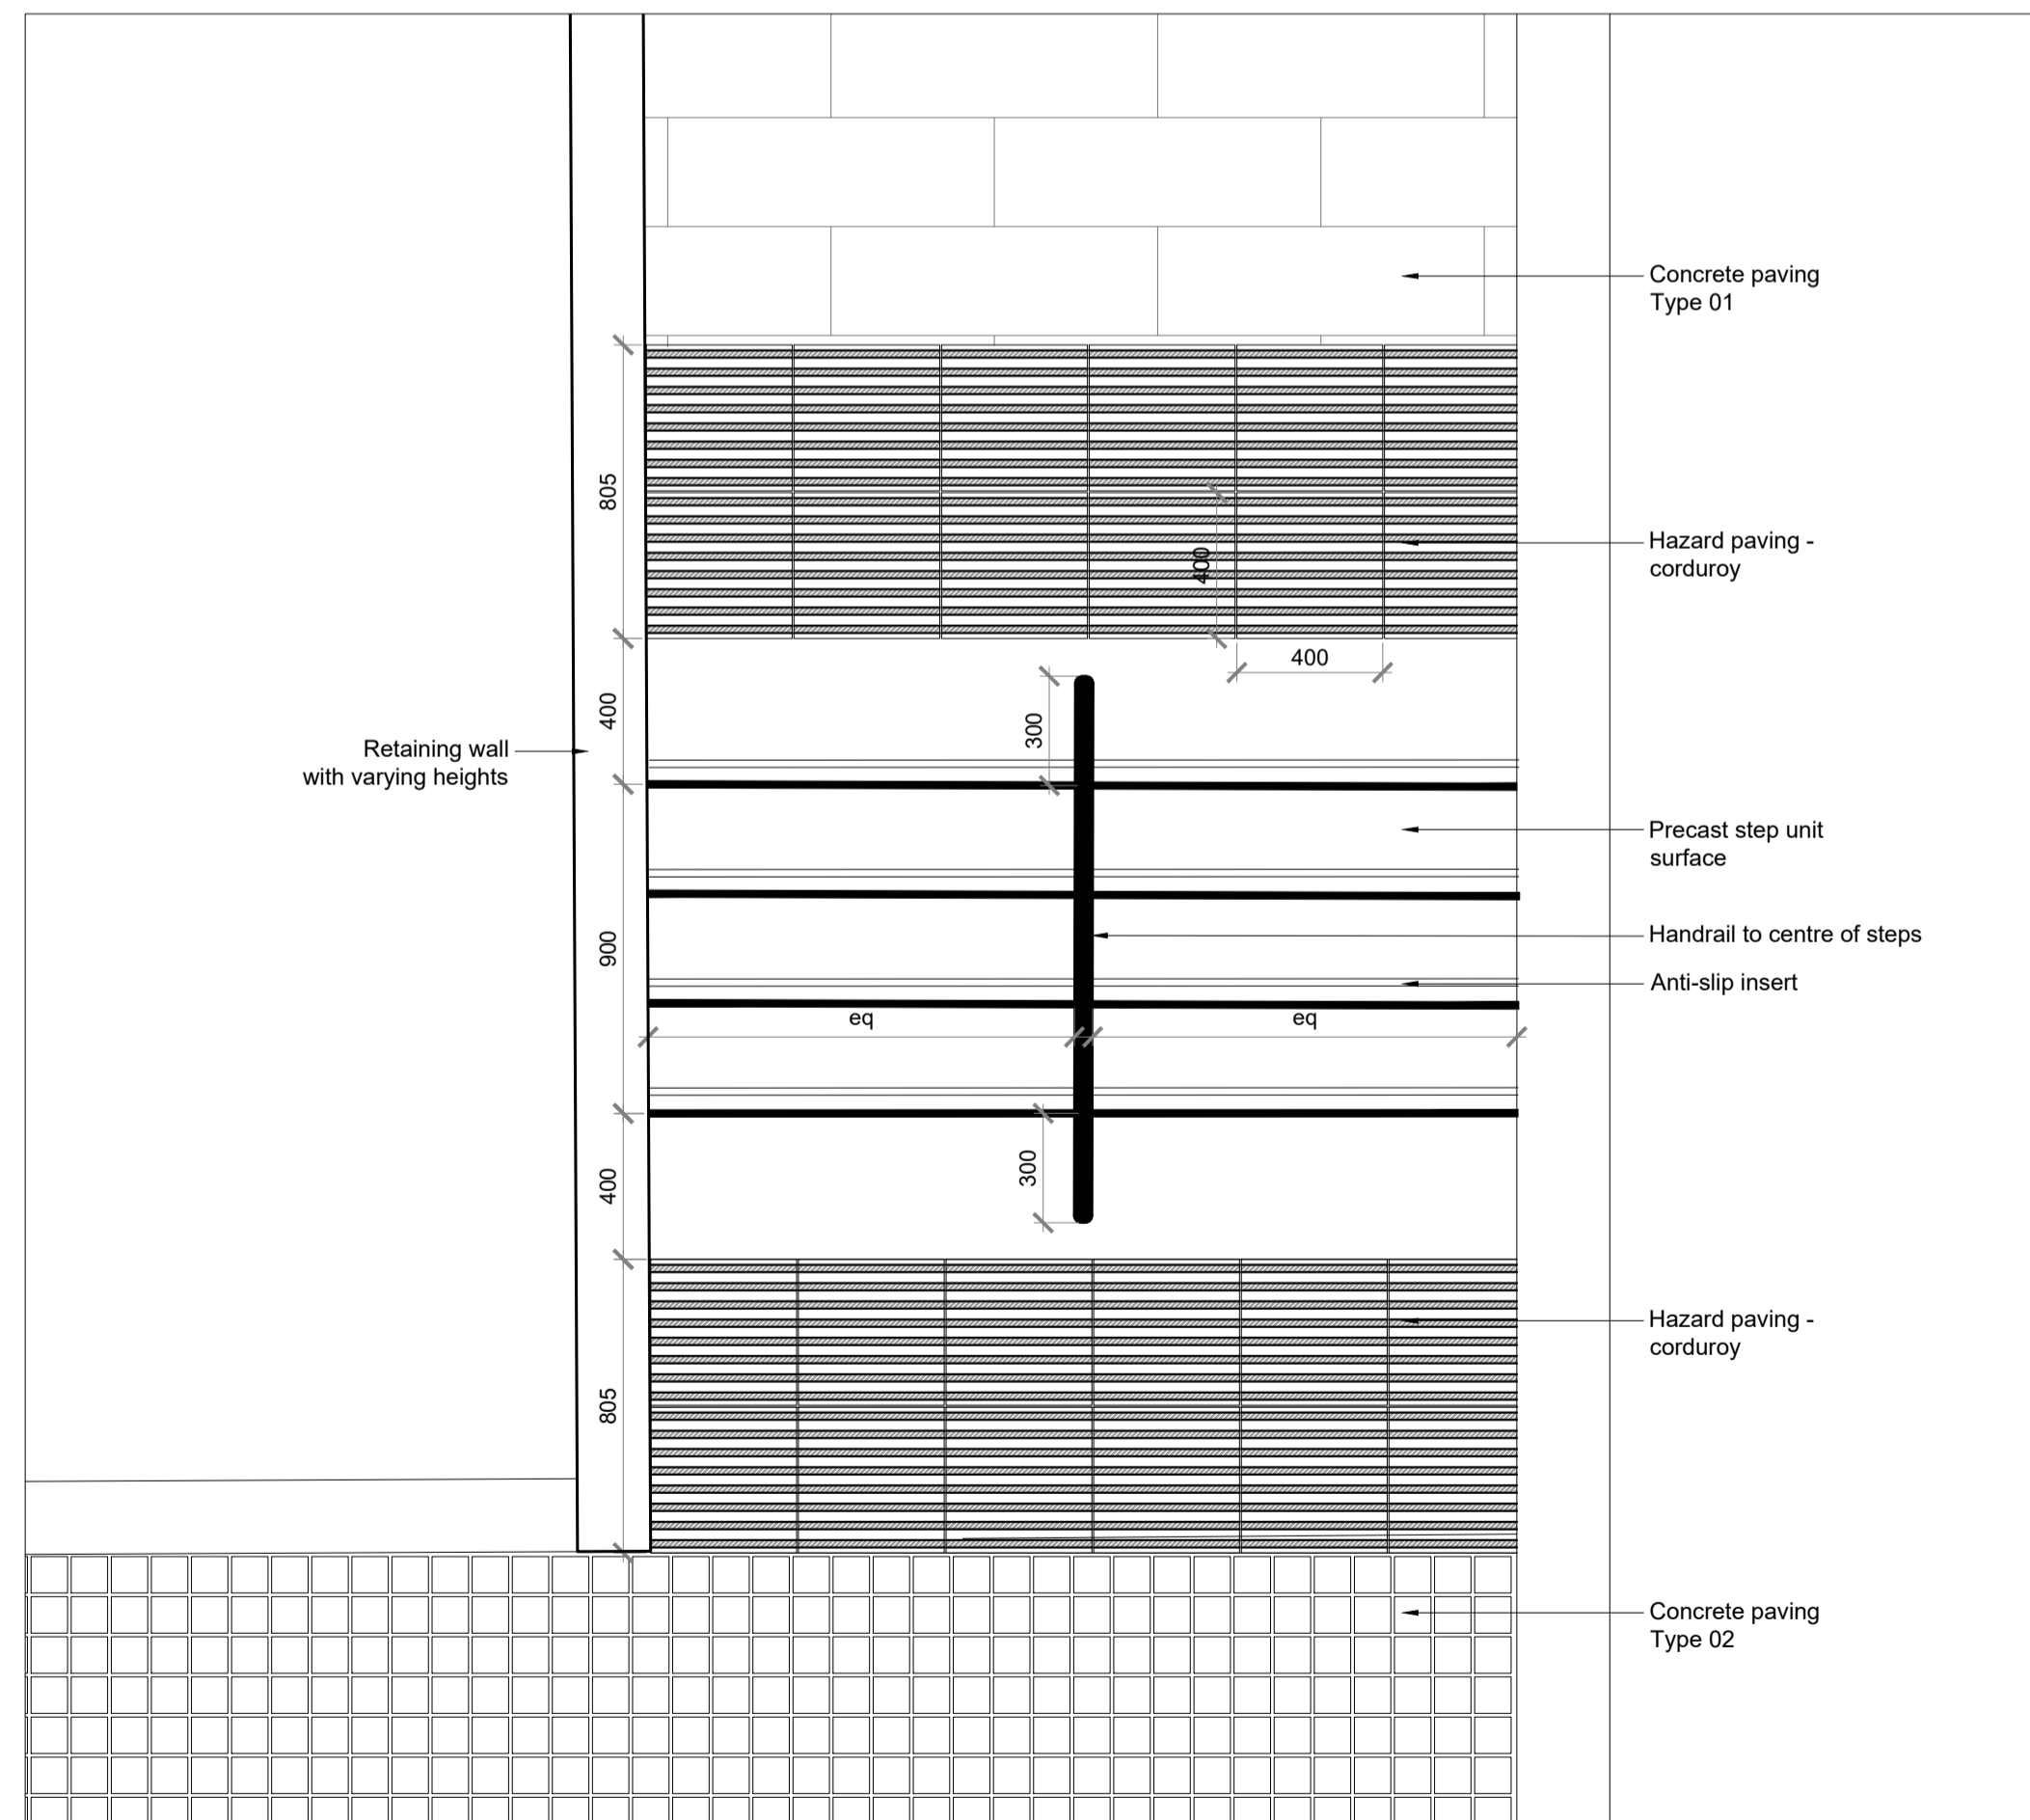 Concrete paving
Type 01
805
400
Hazard paving -
corduroy
400
400
300
Retaining wall
with varying heights
Precast step unit
surface
900
Handrail to centre of steps
Anti-slip insert
eq
eq
400
300
Hazard paving -
corduroy
805
Concrete paving
Type 02